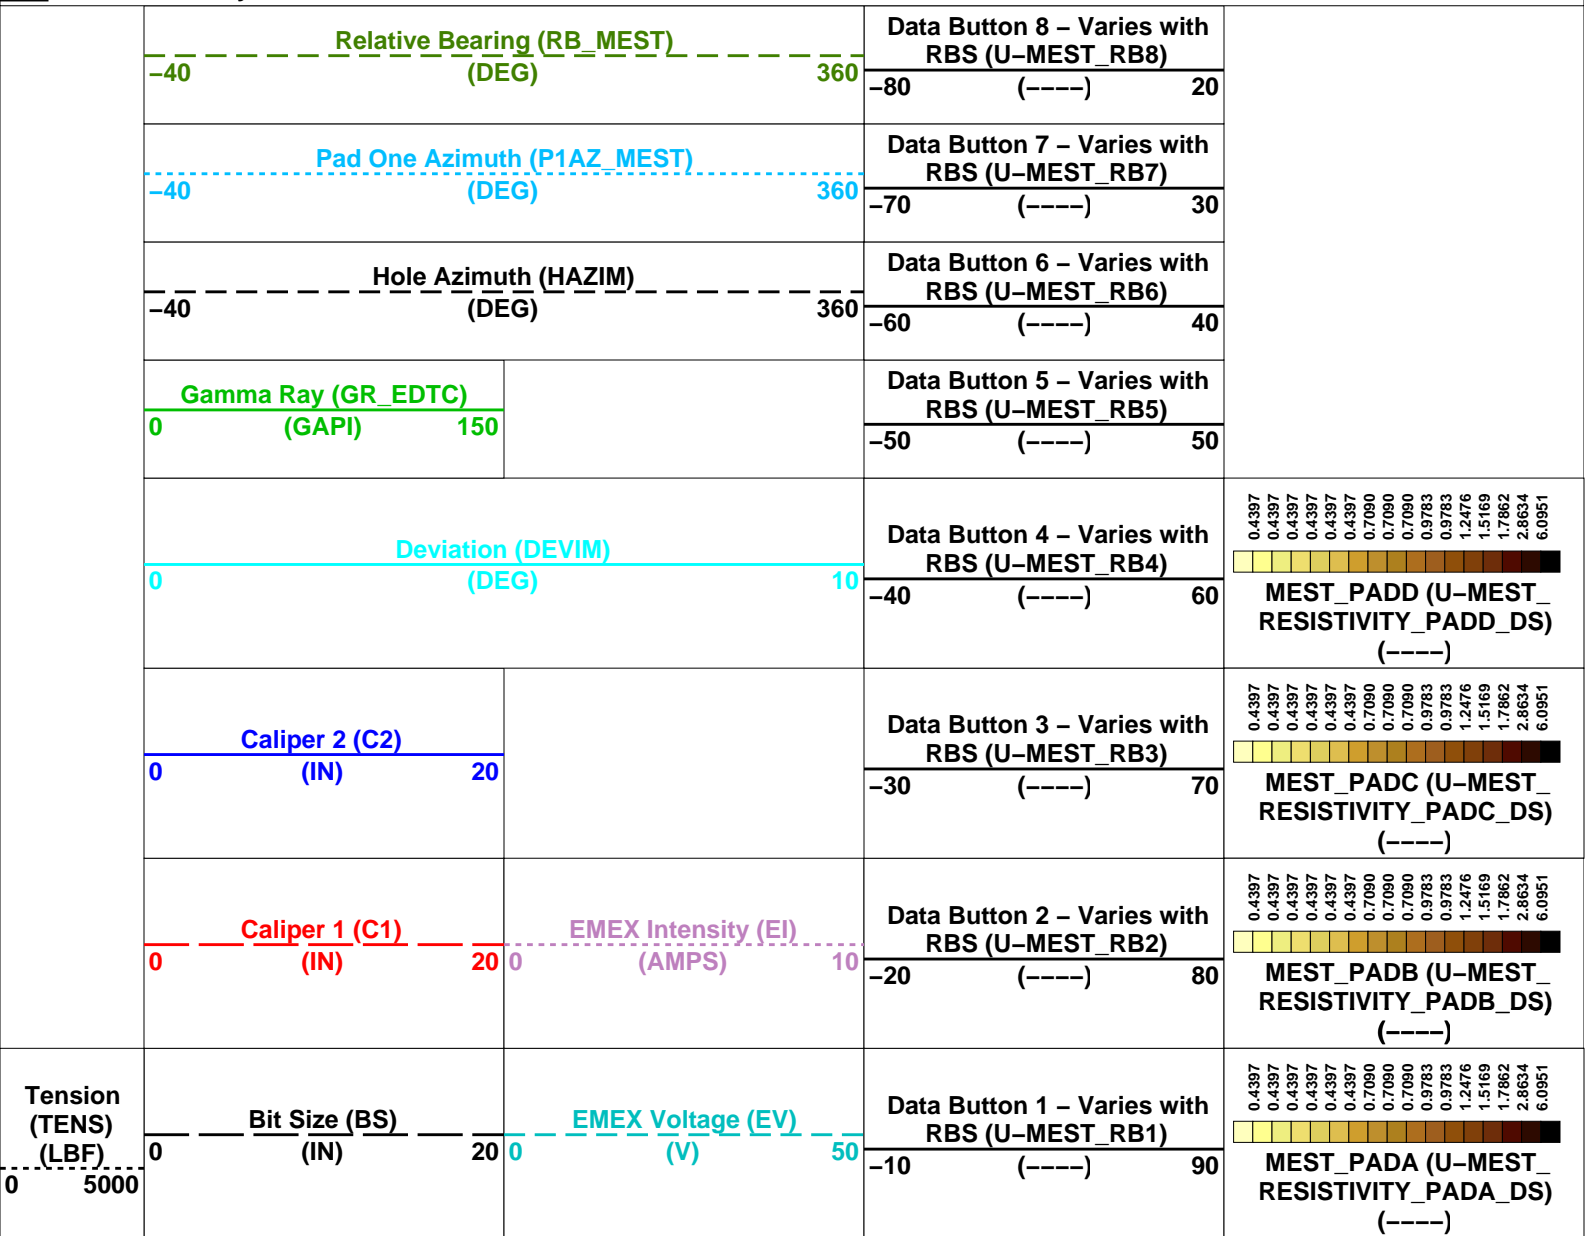 Relative Bearing (RB_MEST)
−40 (DEG) 360
Data Button 8 − Varies with
RBS (U−MEST_RB8)
−80 (−−−−) 20
Pad One Azimuth (P1AZ_MEST)
−40 (DEG) 360
Data Button 7 − Varies with
RBS (U−MEST_RB7)
−70 (−−−−) 30
Hole Azimuth (HAZIM)
−40 (DEG) 360
Data Button 6 − Varies with
RBS (U−MEST_RB6)
−60 (−−−−) 40
Gamma Ray (GR_EDTC)
0 (GAPI) 150
Data Button 5 − Varies with
RBS (U−MEST_RB5)
−50 (−−−−) 50
Deviation (DEVIM)
0 (DEG) 10
Data Button 4 − Varies with
RBS (U−MEST_RB4)
−40 (−−−−) 60
0.4397 0.4397 0.4397 0.4397 0.4397 0.4397 0.7090 0.7090 0.7090 0.9783 0.9783 1.2476 1.5169 1.7862 2.8634 6.0951
MEST_PADD (U−MEST_
RESISTIVITY_PADD_DS)
(−−−−)
Caliper 2 (C2)
0 (IN) 20
Data Button 3 − Varies with
RBS (U−MEST_RB3)
−30 (−−−−) 70
0.4397 0.4397 0.4397 0.4397 0.4397 0.4397 0.7090 0.7090 0.7090 0.9783 0.9783 1.2476 1.5169 1.7862 2.8634 6.0951
MEST_PADC (U−MEST_
RESISTIVITY_PADC_DS)
(−−−−)
Caliper 1 (C1)
0 (IN) 20
EMEX Intensity (EI)
0 (AMPS) 10
Data Button 2 − Varies with
RBS (U−MEST_RB2)
−20 (−−−−) 80
0.4397 0.4397 0.4397 0.4397 0.4397 0.4397 0.7090 0.7090 0.7090 0.9783 0.9783 1.2476 1.5169 1.7862 2.8634 6.0951
MEST_PADB (U−MEST_
RESISTIVITY_PADB_DS)
(−−−−)
Tension
(TENS)
(LBF)
0 5000
Bit Size (BS)
0 (IN) 20
EMEX Voltage (EV)
0 (V) 50
Data Button 1 − Varies with
RBS (U−MEST_RB1)
−10 (−−−−) 90
0.4397 0.4397 0.4397 0.4397 0.4397 0.4397 0.7090 0.7090 0.7090 0.9783 0.9783 1.2476 1.5169 1.7862 2.8634 6.0951
MEST_PADA (U−MEST_
RESISTIVITY_PADA_DS)
(−−−−)